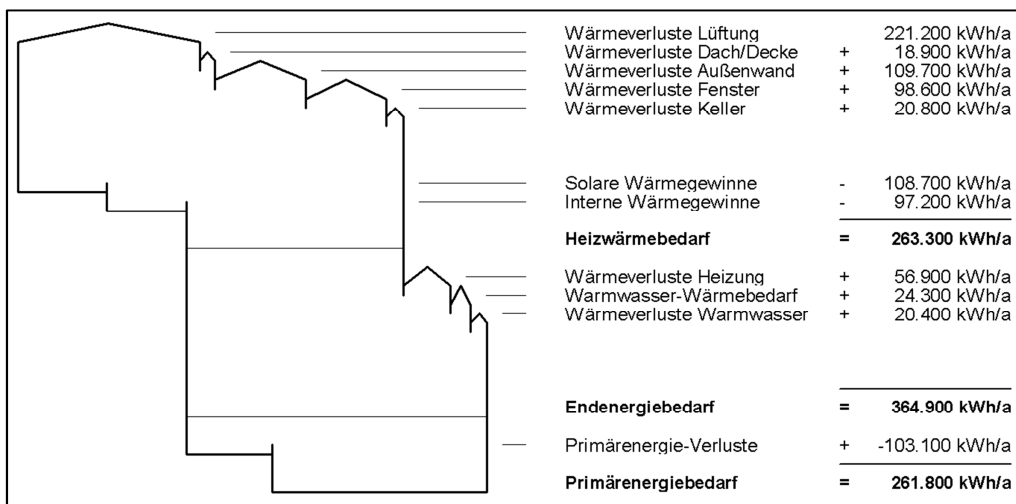 Wärmeverluste Lüftung 221.200 kWh/a
Wärmeverluste Dach/Decke + 18.900 kWh/a
Wärmeverluste Außenwand + 109.700 kWh/a
Wärmeverluste Fenster + 98.600 kWh/a
Wärmeverluste Keller + 20.800 kWh/a
Solare Wärmegewinne - 108.700 kWh/a
Interne Wärmegewinne - 97.200 kWh/a
Heizwärmebedarf = 263.300 kWh/a
Wärmeverluste Heizung + 56.900 kWh/a
Warmwasser-Wärmebedarf + 24.300 kWh/a
Wärmeverluste Warmwasser + 20.400 kWh/a
Endenergiebedarf = 364.900 kWh/a
Primärenergie-Verluste + -103.100 kWh/a
Primärenergiebedarf = 261.800 kWh/a